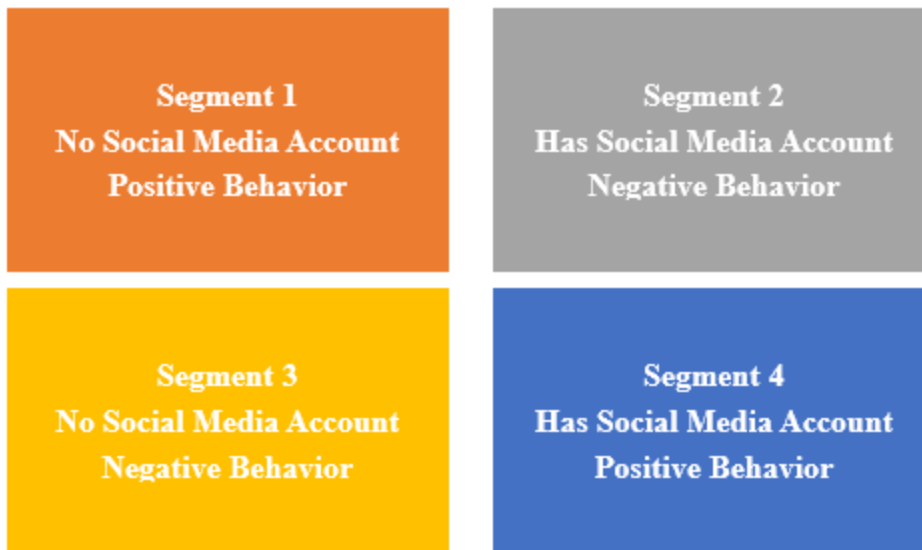 Segment 1
No Social Media Account
Positive Behavior
Segment 2
Has Social Media Account
Negative Behavior
Segment 3
No Social Media Account
Negative Behavior
Segment 4
Has Social Media Account
Positive Behavior